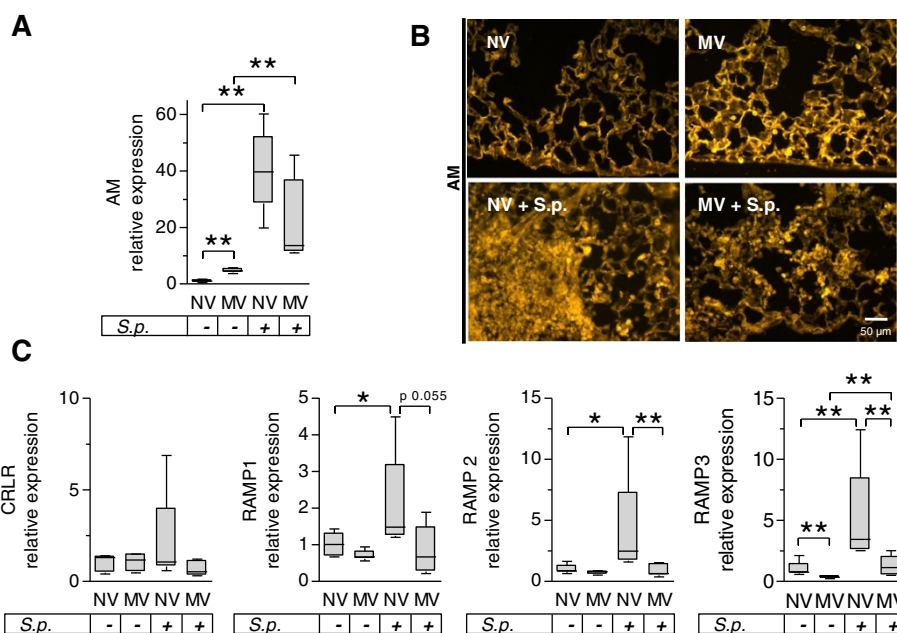 A
**
**
**
AM
relative expression
60
40
20
0
NV MV NV MV
S.p. - - + +
B
AM
NV
MV
NV + S.p.
MV + S.p.
50 µm
C
CRLR
relative expression
10
5
0
NV MV NV MV
S.p. - - + +
RAMP1
relative expression
5
4
3
2
1
0
*
p 0.055
NV MV NV MV
S.p. - - + +
RAMP 2
relative expression
15
10
5
0
*
**
NV MV NV MV
S.p. - - + +
RAMP3
relative expression
15
10
5
0
**
**
**
**
NV MV NV MV
S.p. - - + +